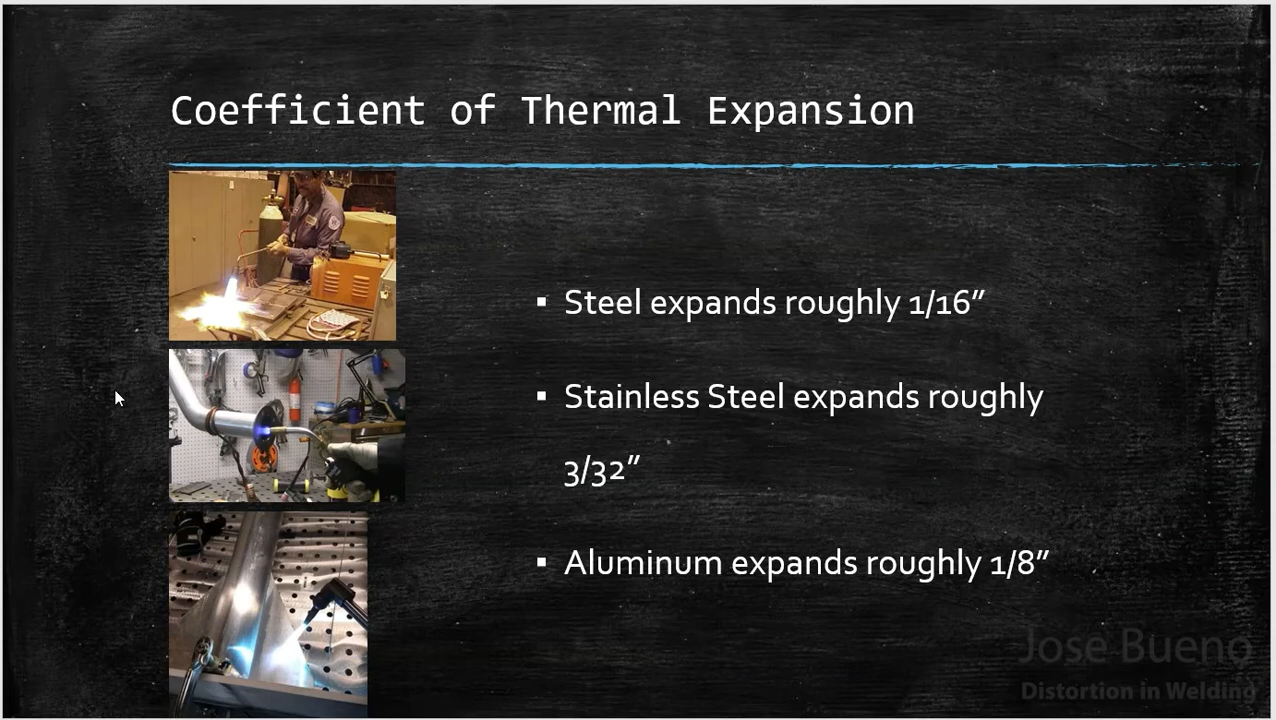 Coefficient of Thermal Expansion
▪ Steel expands roughly 1/16”
▪ Stainless Steel expands roughly
3/32”
▪ Aluminum expands roughly 1/8”
Jose Bueno
Distortion in Welding